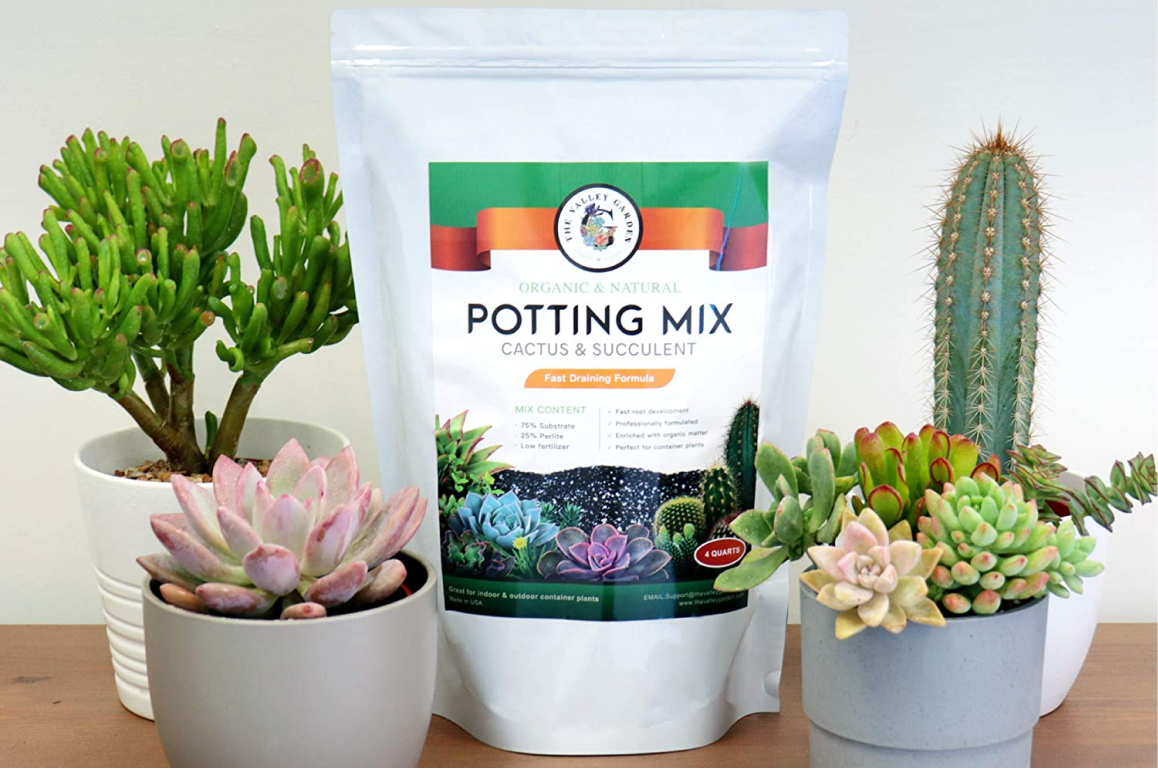 THE VALLEY GARDEN
ORGANIC & NATURAL
POTTING MIX
CACTUS & SUCCULENT
Fast Draining Formula
MIX CONTENT
· 75% Substrate
· 25% Perlite
· Low fertilizer
✓ Fast root development
✓ Professionally formulated
✓ Enriched with organic matter
✓ Perfect for container plants
4 QUARTS
Great for indoor & outdoor container plants
Made in USA
EMAIL:Support@thevalleygarden
www.thevalleygarden